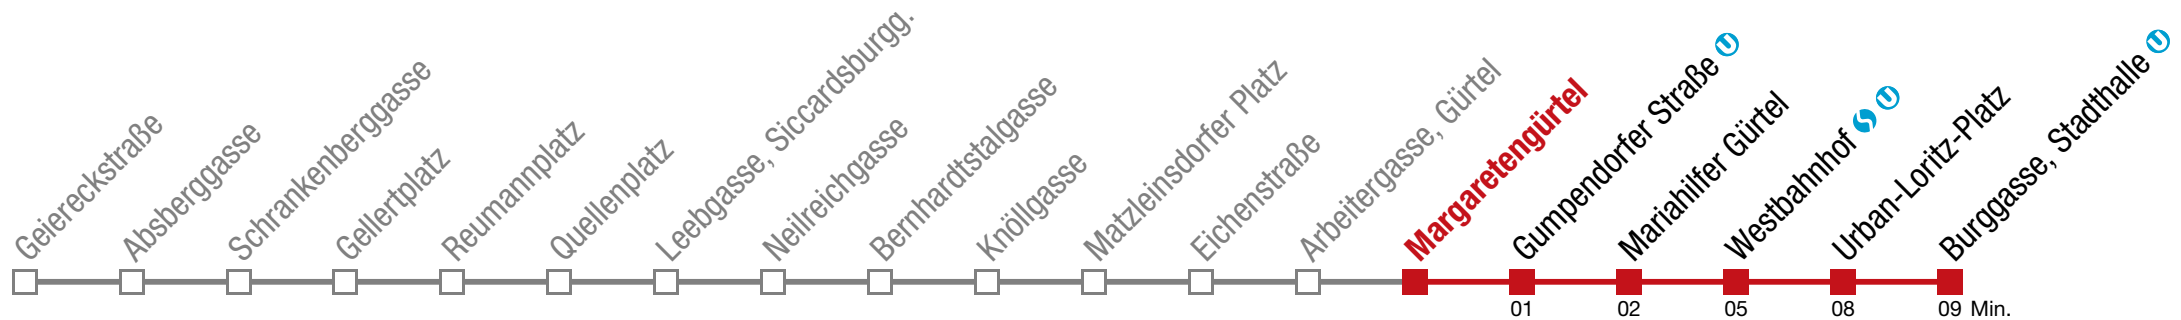 Geiereckstraße
Absberggasse
Schrankenberggasse
Gellertplatz
Reumannplatz
Quellenplatz
Leebgasse, Siccardsburgg.
Neilreichgasse
Bernhardtstalgasse
Knöllgasse
Matzleinsdorfer Platz
Eichenstraße
Arbeitergasse, Gürtel
Margaretengürtel
Gumpendorfer Straße U
Mariahilfer Gürtel
Westbahnhof S U
Urban-Loritz-Platz
Burggasse, Stadthalle U
01 02 05 08 09 Min.